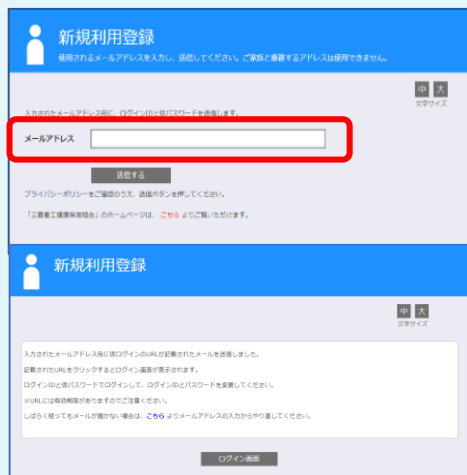 新規利用登録
使用されるメールアドレスを入力し、送信してください。ご家族と重複するアドレスは使用できません。
中 大
文字サイズ
入力されたメールアドレス宛に、ログインIDと仮パスワードを送信します。
メールアドレス
送信する
プライバシーポリシーをご確認のうえ、送信ボタンを押してください。
「三菱重工健康保険組合」のホームページは、こちら よりご覧いただけます。
新規利用登録
中 大
文字サイズ
入力されたメールアドレス宛に仮ログインのURLが記載されたメールを送信しました。
記載されたURLをクリックするとログイン画面が表示されます。
ログインIDと仮パスワードでログインして、ログインIDとパスワードを変更してください。
※URLには有効期限がありますのでご注意ください。
しばらく経ってもメールが届かない場合は、こちら よりメールアドレスの入力からやり直してください。
ログイン画面